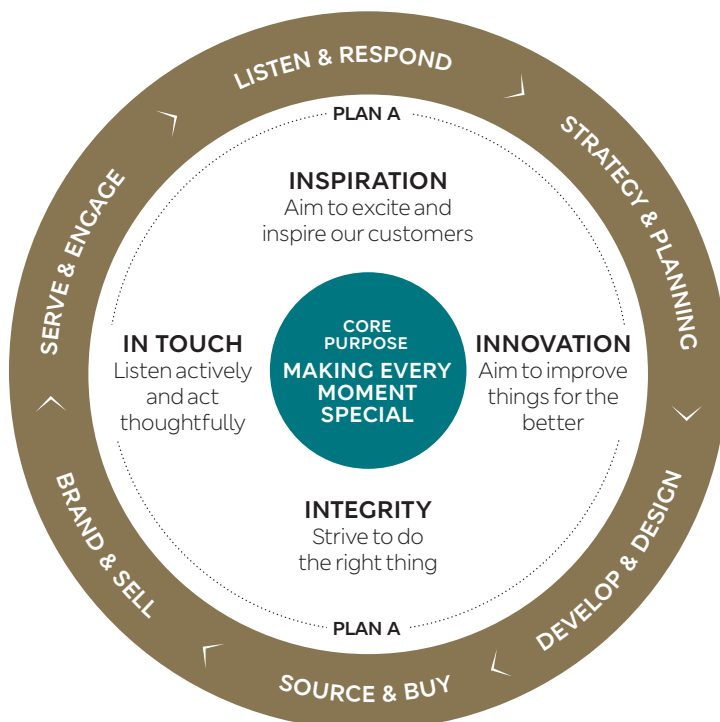 LISTEN & RESPOND
STRATEGY & PLANNING
DEVELOP & DESIGN
SOURCE & BUY
BRAND & SELL
SERVE & ENGAGE
PLAN A
INSPIRATION
Aim to excite and
inspire our customers
IN TOUCH
Listen actively
and act
thoughtfully
CORE
PURPOSE
MAKING EVERY
MOMENT
SPECIAL
INNOVATION
Aim to improve
things for the
better
INTEGRITY
Strive to do
the right thing
PLAN A